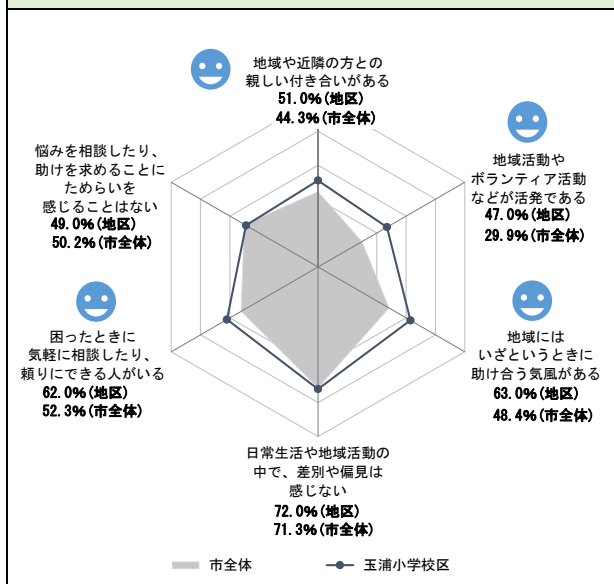 地域や近隣の方との
親しい付き合いがある
51.0%(地区)
44.3%(市全体)
地域活動や
ボランティア活動
などが活発である
47.0%(地区)
29.9%(市全体)
地域には
いざというときに
助け合う気風がある
63.0%(地区)
48.4%(市全体)
日常生活や地域活動の
中で、差別や偏見は
感じない
72.0%(地区)
71.3%(市全体)
困ったときに
気軽に相談したり、
頼りにできる人がいる
62.0%(地区)
52.3%(市全体)
悩みを相談したり、
助けを求めることに
ためらいを
感じることはない
49.0%(地区)
50.2%(市全体)
市全体
玉浦小学校区